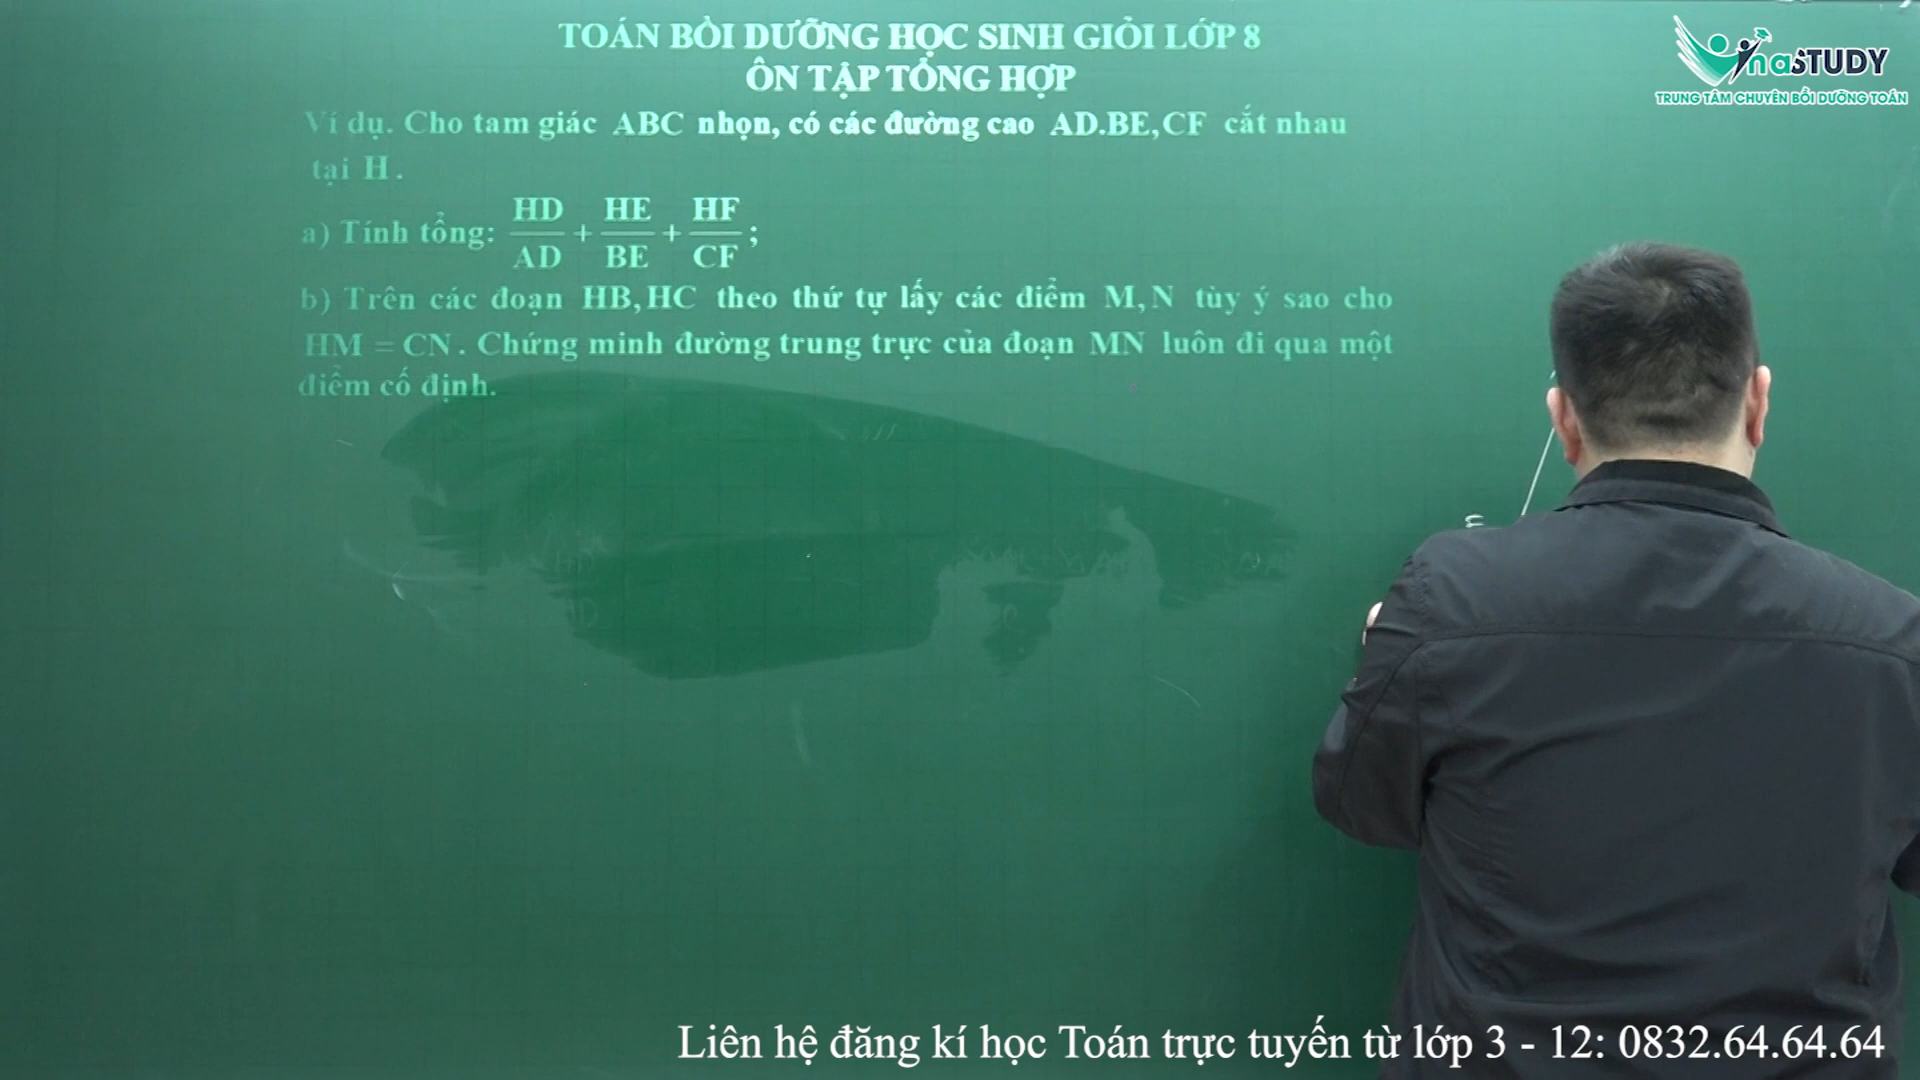 TOÁN BỒI DƯỠNG HỌC SINH GIỎI LỚP 8
ÔN TẬP TỔNG HỢP
Ví dụ. Cho tam giác ABC nhọn, có các đường cao AD.BE,CF cắt nhau
tại H.
a) Tính tổng: HD/AD + HE/BE + HF/CF ;
b) Trên các đoạn HB,HC theo thứ tự lấy các điểm M,N tùy ý sao cho
HM = CN. Chứng minh đường trung trực của đoạn MN luôn đi qua một
điểm cố định.
VinaSTUDY
TRUNG TÂM CHUYÊN BỒI DƯỠNG TOÁN
Liên hệ đăng kí học Toán trực tuyến từ lớp 3 - 12: 0832.64.64.64